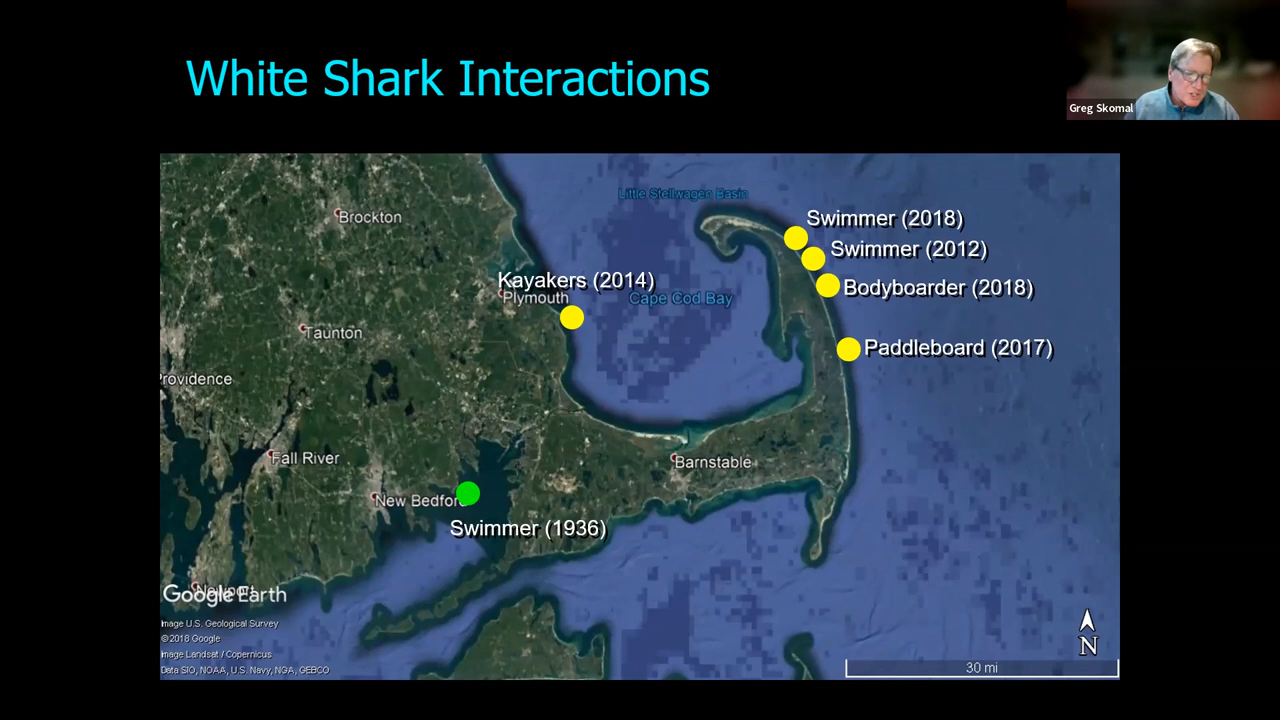 White Shark Interactions
Greg Skomal
Little Stellwagen Basin
Brockton
Swimmer (2018)
Swimmer (2012)
Kayakers (2014)
Plymouth
Cape Cod Bay
Bodyboarder (2018)
Taunton
Paddleboard (2017)
Providence
Fall River
Barnstable
New Bedford
Swimmer (1936)
Newport
Google Earth
Image U.S. Geological Survey
©2018 Google
Image Landsat / Copernicus
Data SIO, NOAA, U.S. Navy, NGA, GEBCO
N
30 mi